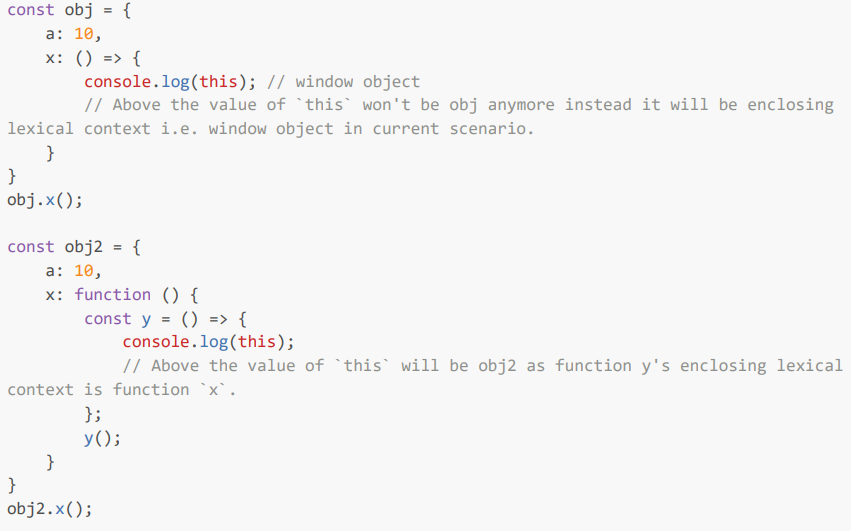 const obj = {
    a: 10,
    x: () => {
        console.log(this); // window object
        // Above the value of `this` won't be obj anymore instead it will be enclosing
lexical context i.e. window object in current scenario.
    }
}
obj.x();

const obj2 = {
    a: 10,
    x: function () {
        const y = () => {
            console.log(this);
            // Above the value of `this` will be obj2 as function y's enclosing lexical
context is function `x`.
        };
        y();
    }
}
obj2.x();